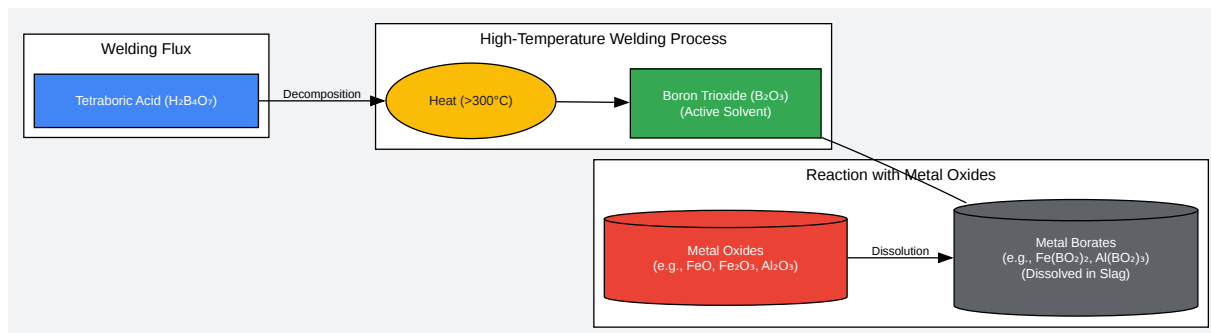 Welding Flux
Tetraboric Acid (H₂B₄O₇)
Decomposition
High-Temperature Welding Process
Heat (>300°C)
Boron Trioxide (B₂O₃)
(Active Solvent)
Reaction with Metal Oxides
Metal Oxides
(e.g., FeO, Fe₂O₃, Al₂O₃)
Dissolution
Metal Borates
(e.g., Fe(BO₂)₂, Al(BO₂)₃)
(Dissolved in Slag)